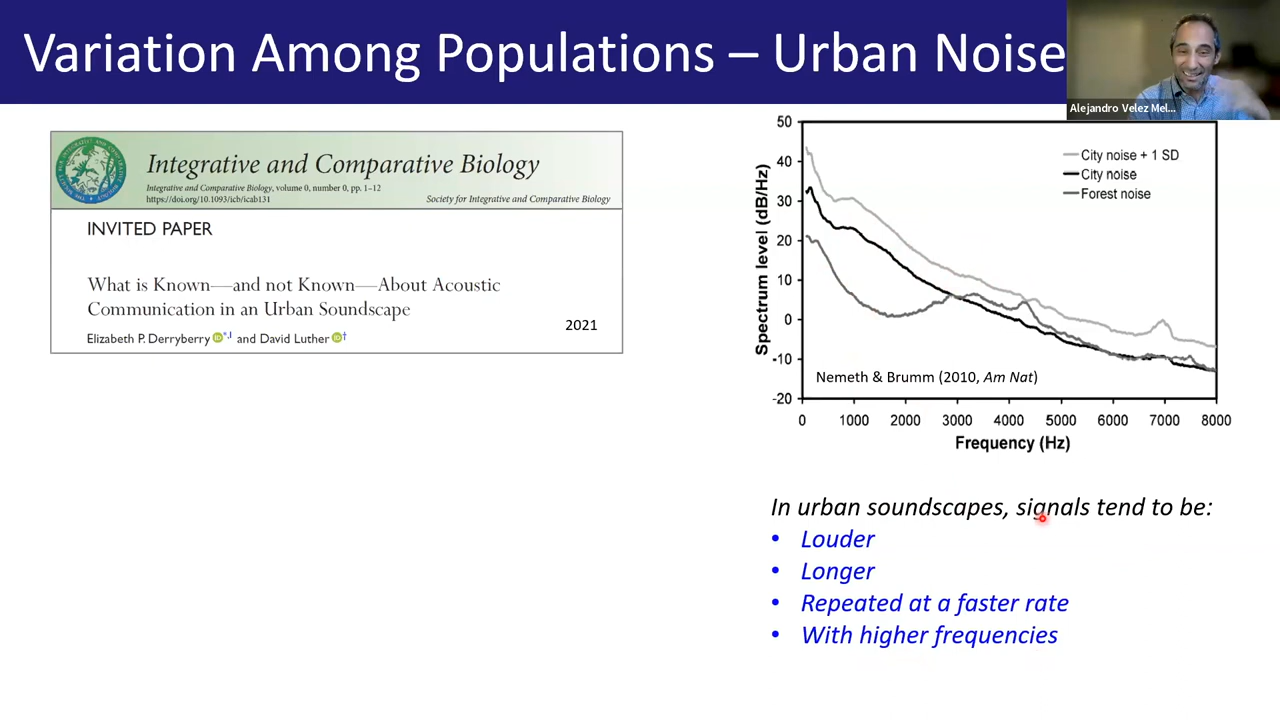 Variation Among Populations – Urban Noise
Alejandro Velez Mel...
Integrative and Comparative Biology
Integrative and Comparative Biology, volume 0, number 0, pp. 1–12
https://doi.org/10.1093/icb/icab131
Society for Integrative and Comparative Biology
INVITED PAPER
What is Known—and not Known—About Acoustic
Communication in an Urban Soundscape
Elizabeth P. Derryberry iD *,1 and David Luther iD †
2021
50
40
30
20
10
0
-10
-20
Spectrum level (dB/Hz)
City noise + 1 SD
City noise
Forest noise
Nemeth & Brumm (2010, Am Nat)
0 1000 2000 3000 4000 5000 6000 7000 8000
Frequency (Hz)
In urban soundscapes, signals tend to be:
• Louder
• Longer
• Repeated at a faster rate
• With higher frequencies